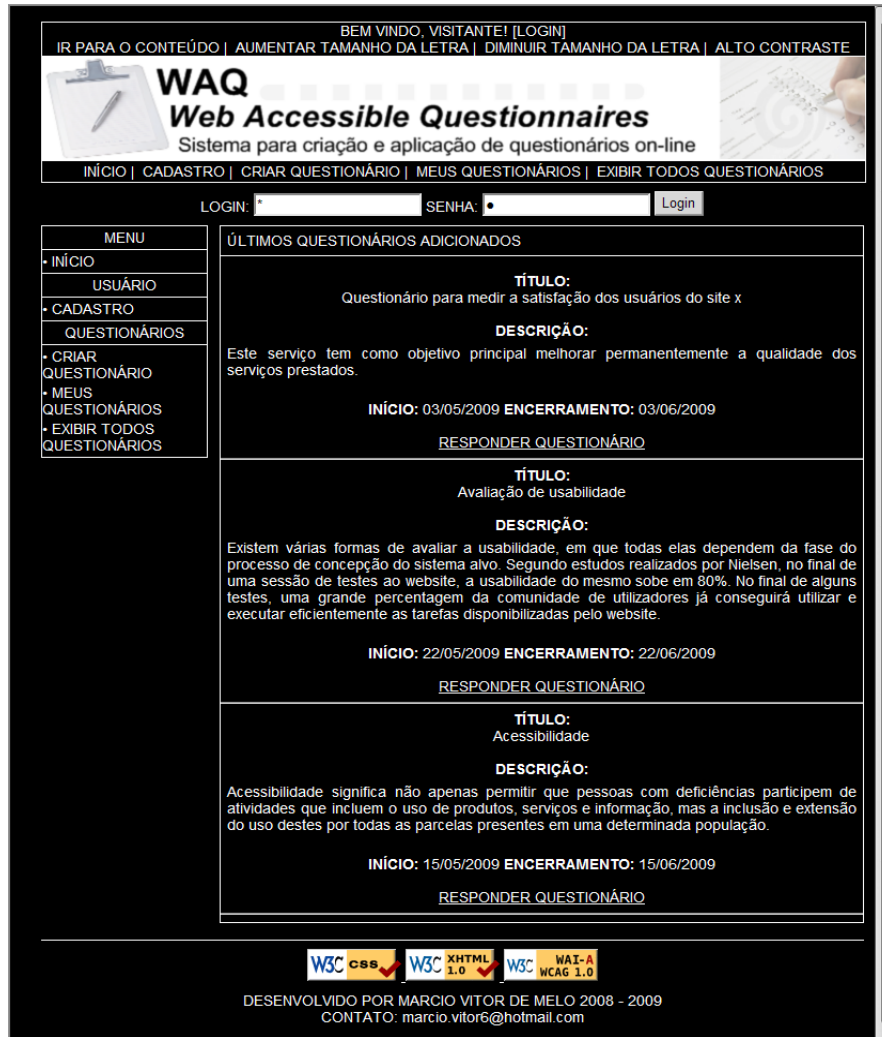 BEM VINDO, VISITANTE! [LOGIN]
IR PARA O CONTEÚDO | AUMENTAR TAMANHO DA LETRA | DIMINUIR TAMANHO DA LETRA | ALTO CONTRASTE
WAQ
Web Accessible Questionnaires
Sistema para criação e aplicação de questionários on-line
INÍCIO | CADASTRO | CRIAR QUESTIONÁRIO | MEUS QUESTIONÁRIOS | EXIBIR TODOS QUESTIONÁRIOS
LOGIN: * SENHA: • Login
MENU
• INÍCIO
USUÁRIO
• CADASTRO
QUESTIONÁRIOS
• CRIAR
QUESTIONÁRIO
• MEUS
QUESTIONÁRIOS
• EXIBIR TODOS
QUESTIONÁRIOS
ÚLTIMOS QUESTIONÁRIOS ADICIONADOS
TÍTULO:
Questionário para medir a satisfação dos usuários do site x
DESCRIÇÃO:
Este serviço tem como objetivo principal melhorar permanentemente a qualidade dos
serviços prestados.
INÍCIO: 03/05/2009 ENCERRAMENTO: 03/06/2009
RESPONDER QUESTIONÁRIO
TÍTULO:
Avaliação de usabilidade
DESCRIÇÃO:
Existem várias formas de avaliar a usabilidade, em que todas elas dependem da fase do
processo de concepção do sistema alvo. Segundo estudos realizados por Nielsen, no final de
uma sessão de testes ao website, a usabilidade do mesmo sobe em 80%. No final de alguns
testes, uma grande percentagem da comunidade de utilizadores já conseguirá utilizar e
executar eficientemente as tarefas disponibilizadas pelo website.
INÍCIO: 22/05/2009 ENCERRAMENTO: 22/06/2009
RESPONDER QUESTIONÁRIO
TÍTULO:
Acessibilidade
DESCRIÇÃO:
Acessibilidade significa não apenas permitir que pessoas com deficiências participem de
atividades que incluem o uso de produtos, serviços e informação, mas a inclusão e extensão
do uso destes por todas as parcelas presentes em uma determinada população.
INÍCIO: 15/05/2009 ENCERRAMENTO: 15/06/2009
RESPONDER QUESTIONÁRIO
W3C css W3C XHTML 1.0 W3C WAI-A WCAG 1.0
DESENVOLVIDO POR MARCIO VITOR DE MELO 2008 - 2009
CONTATO: marcio.vitor6@hotmail.com